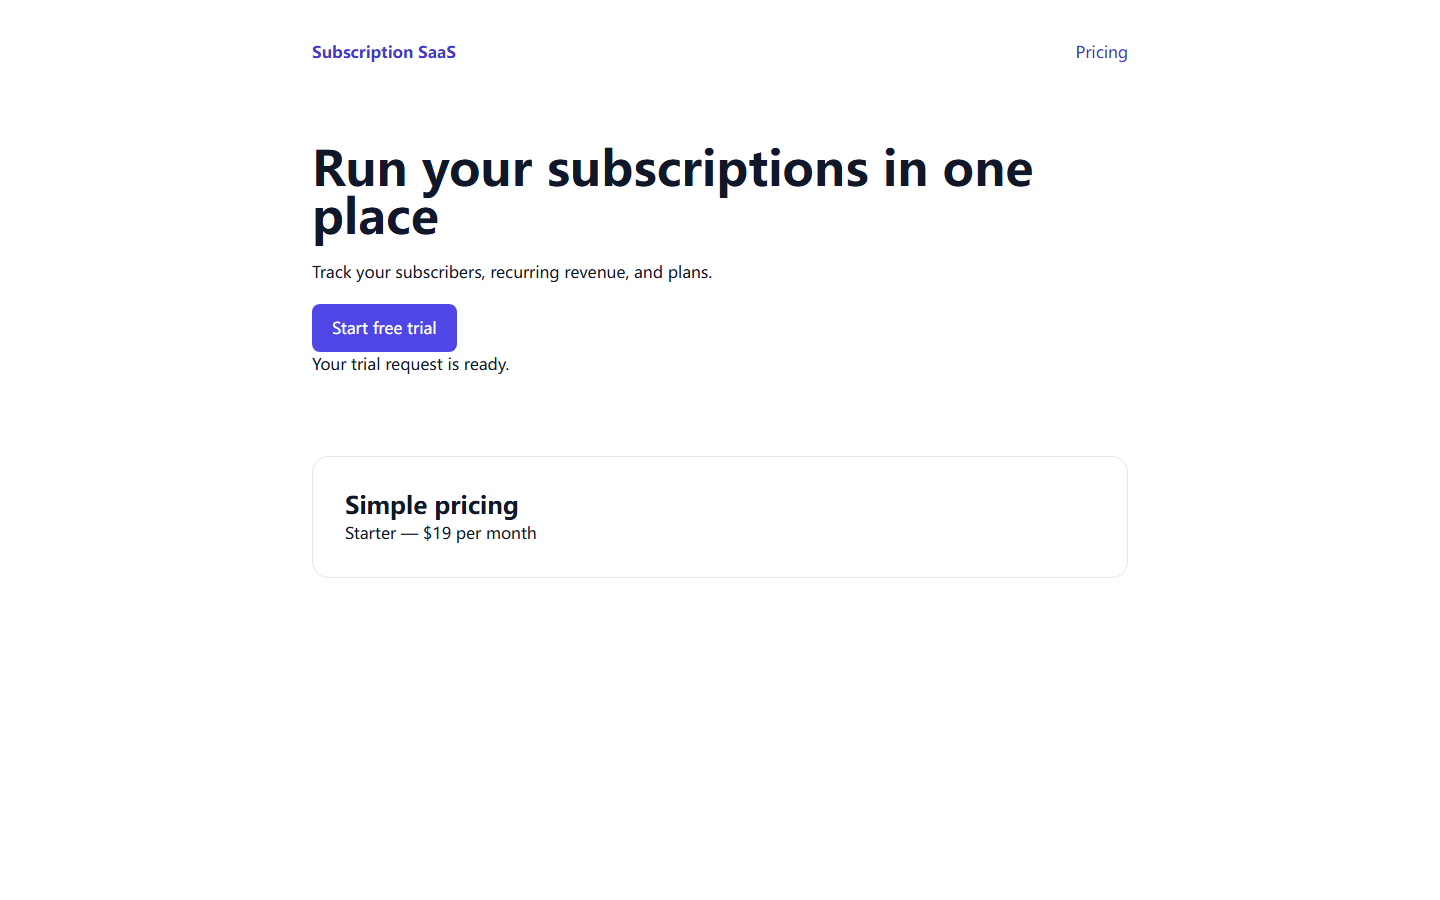 Subscription SaaS
Pricing
Run your subscriptions in one
place
Track your subscribers, recurring revenue, and plans.
Start free trial
Your trial request is ready.
Simple pricing
Starter — $19 per month